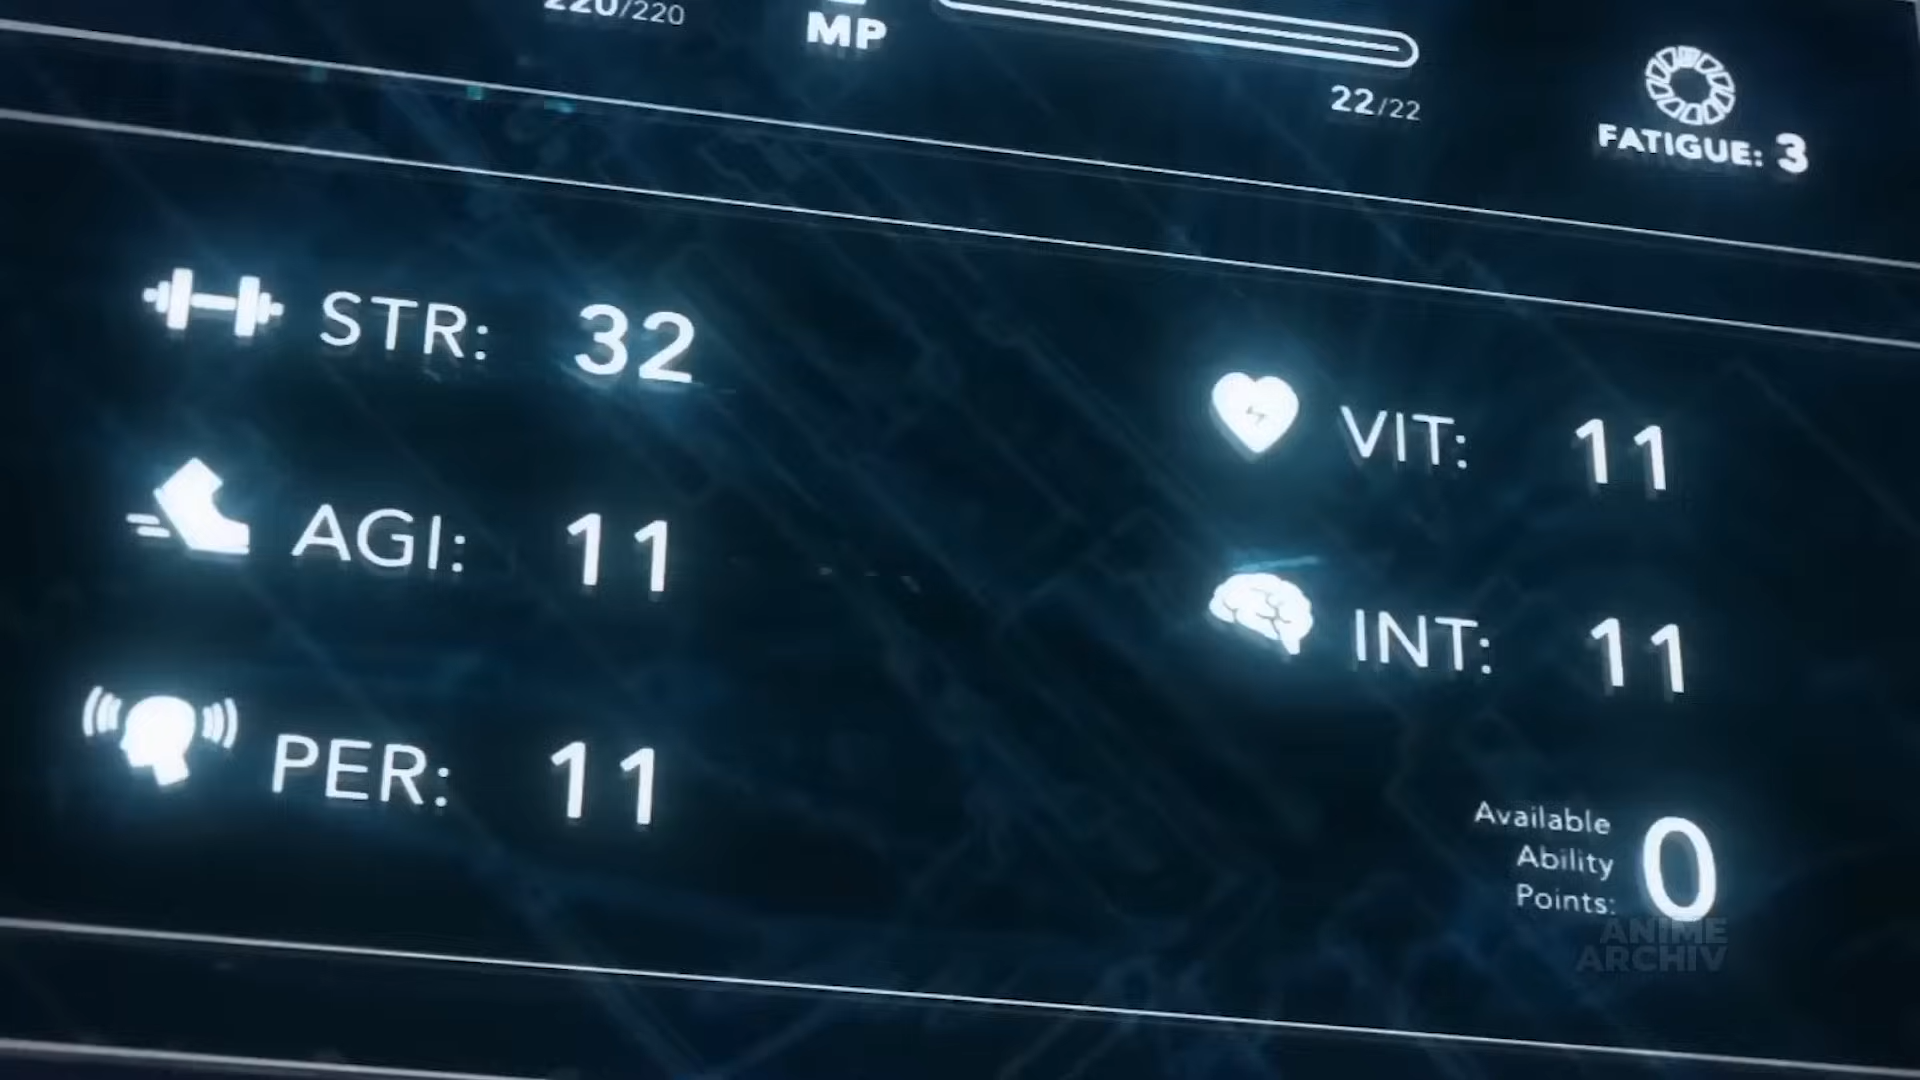 220/220
MP
22/22
FATIGUE: 3
STR: 32
VIT: 11
AGI: 11
INT: 11
PER: 11
Available
Ability
Points: 0
ANIME
ARCHIV